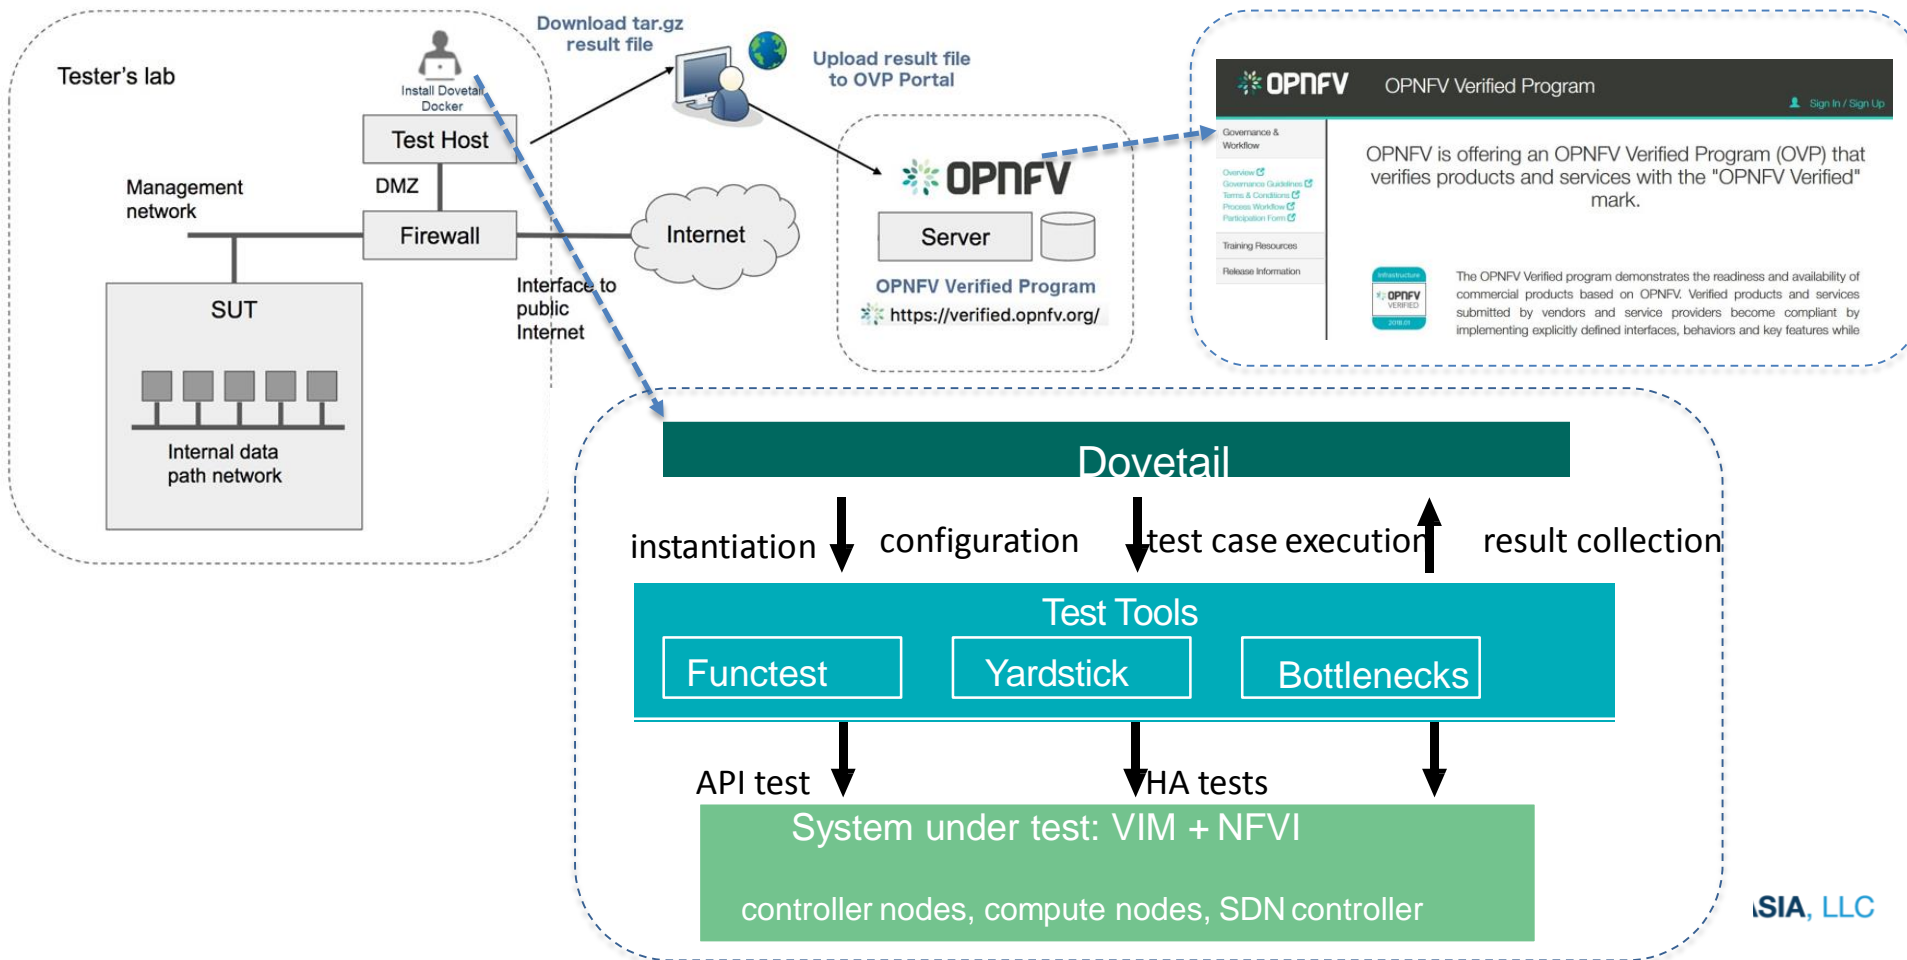 Tester's lab
Install Dovetail
Docker
Test Host
DMZ
Management
network
Firewall
Internet
Interface to
public
Internet
SUT
Internal data
path network
Download tar.gz
result file
Upload result file
to OVP Portal
OPNFV
Server
OPNFV Verified Program
https://verified.opnfv.org/
OPNFV
OPNFV Verified Program
Sign In / Sign Up
Governance &
Workflow
Overview
Governance Guidelines
Terms & Conditions
Process Workflow
Participation Form
Training Resources
Release Information
OPNFV is offering an OPNFV Verified Program (OVP) that
verifies products and services with the "OPNFV Verified"
mark.
Infrastructure
OPNFV
VERIFIED
2018.01
The OPNFV Verified program demonstrates the readiness and availability of
commercial products based on OPNFV. Verified products and services
submitted by vendors and service providers become compliant by
implementing explicitly defined interfaces, behaviors and key features while
Dovetail
instantiation
configuration
test case execution
result collection
Test Tools
Functest
Yardstick
Bottlenecks
API test
HA tests
System under test: VIM + NFVI
controller nodes, compute nodes, SDN controller
SIA, LLC